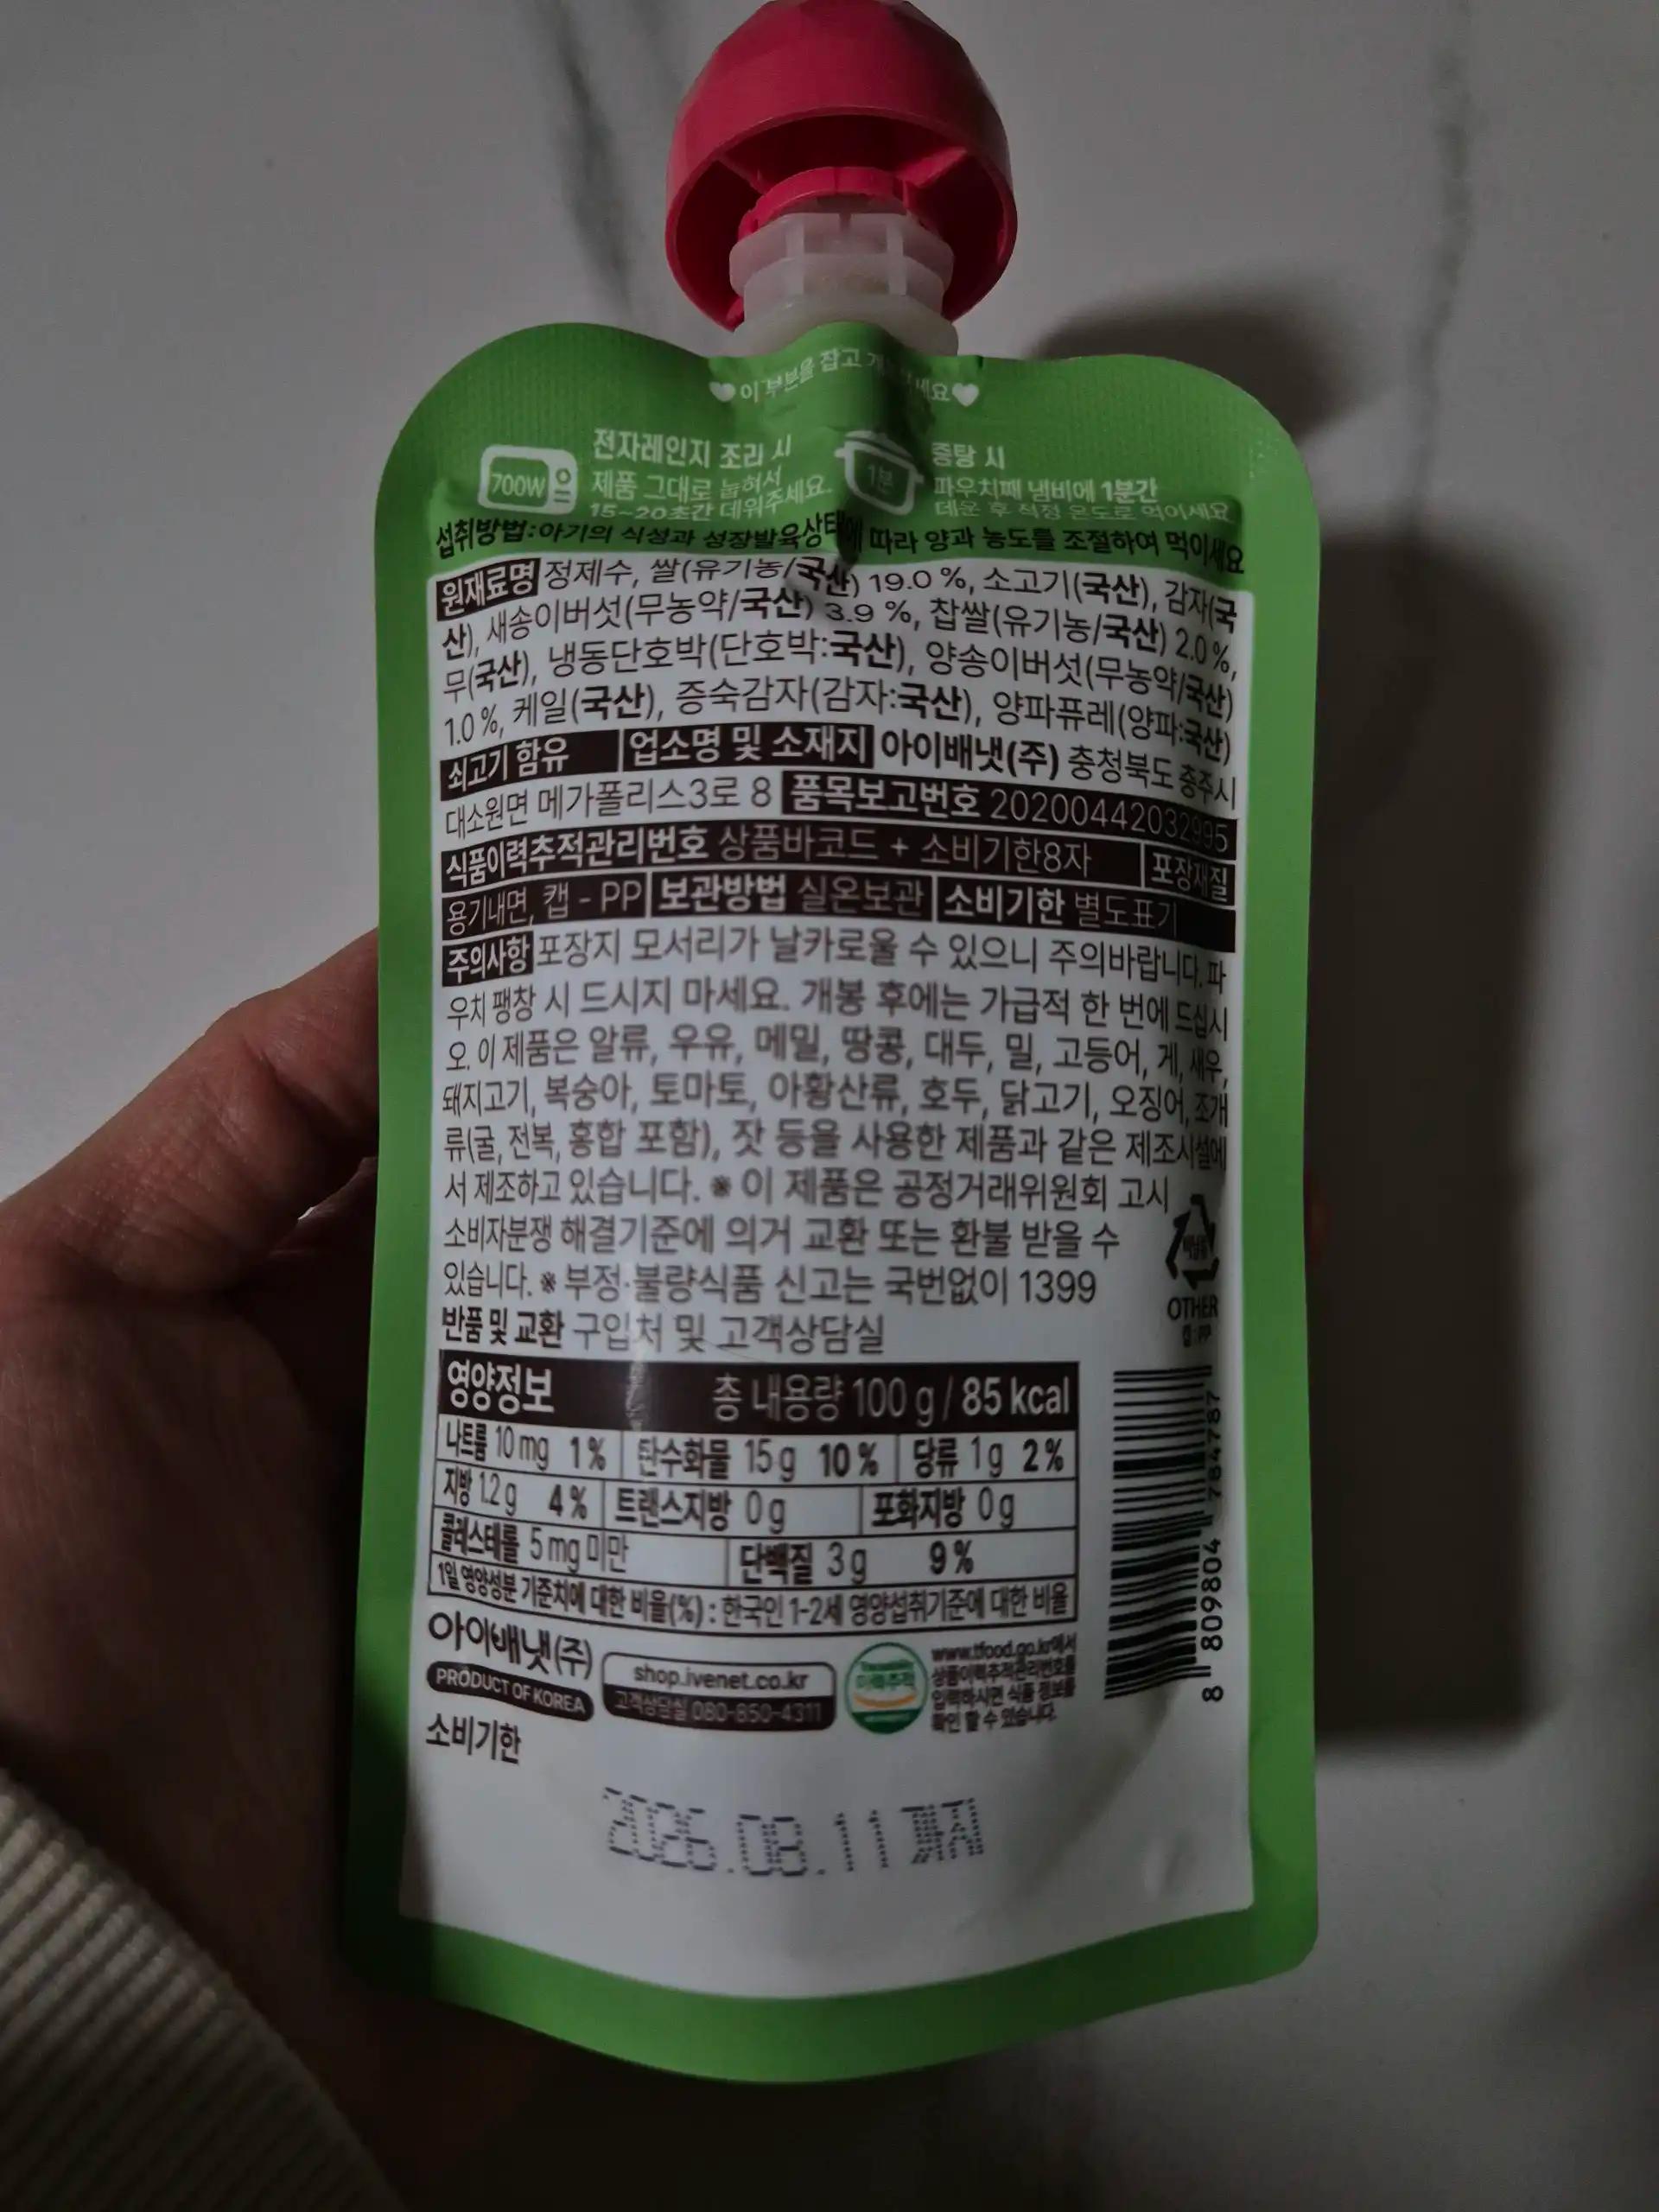 ♥이 부분을 잡고
전자레인지 조리 시
700W
제품 그대로 눕혀서
15~20초간 데워주세요.
1분
중탕 시
파우치째 냄비에 1분간
데운 후 적정 온도로 먹이세요
섭취방법:아기의 식성과 성장발육상태에 따라 양과 농도를 조절하여 먹이세요
원재료명 정제수, 쌀(유기농/국산) 19.0 %, 소고기(국산), 감자(국
산), 새송이버섯(무농약/국산) 3.9 %, 찹쌀(유기농/국산) 2.0 %,
무(국산), 냉동단호박(단호박:국산), 양송이버섯(무농약/국산)
1.0 %, 케일(국산), 증숙감자(감자:국산), 양파퓨레(양파:국산)
쇠고기 함유 업소명 및 소재지 아이배냇(주) 충청북도 충주시
대소원면 메가폴리스3로 8 품목보고번호 20200442032995
식품이력추적관리번호 상품바코드 + 소비기한8자 포장재질
용기내면, 캡 - PP 보관방법 실온보관 소비기한 별도표기
주의사항 포장지 모서리가 날카로울 수 있으니 주의바랍니다. 파
우치 팽창 시 드시지 마세요. 개봉 후에는 가급적 한 번에 드십시
오. 이 제품은 알류, 우유, 메밀, 땅콩, 대두, 밀, 고등어, 게, 새우,
돼지고기, 복숭아, 토마토, 아황산류, 호두, 닭고기, 오징어, 조개
류(굴, 전복, 홍합 포함), 잣 등을 사용한 제품과 같은 제조시설에
서 제조하고 있습니다. ※ 이 제품은 공정거래위원회 고시
소비자분쟁 해결기준에 의거 교환 또는 환불 받을 수
있습니다. ※ 부정·불량식품 신고는 국번없이 1399
반품 및 교환 구입처 및 고객상담실
OTHER
영양정보 총 내용량 100 g / 85 kcal
나트륨 10 mg 1 % 탄수화물 15 g 10 % 당류 1 g 2 %
지방 1.2 g 4 % 트랜스지방 0 g 포화지방 0 g
콜레스테롤 5 mg 미만 단백질 3 g 9 %
1일 영양성분 기준치에 대한 비율(%) : 한국인 1-2세 영양섭취기준에 대한 비율
8 809804 784787
아이배냇(주)
PRODUCT OF KOREA
shop.ivenet.co.kr
고객상담실 080-850-4311
이력추적
www.tfood.go.kr에서
상품이력추적관리번호를
입력하시면 식품 정보를
확인 할 수 있습니다.
소비기한
2026.08.11